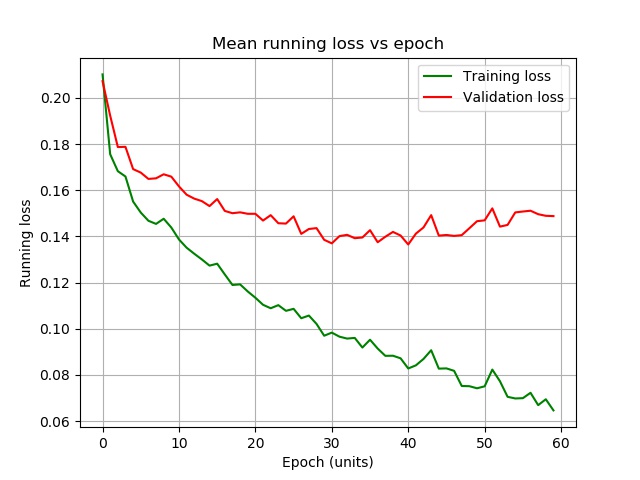 Mean running loss vs epoch
Training loss
Validation loss
0.20
0.18
0.16
0.14
0.12
0.10
0.08
0.06
Running loss
0 10 20 30 40 50 60
Epoch (units)